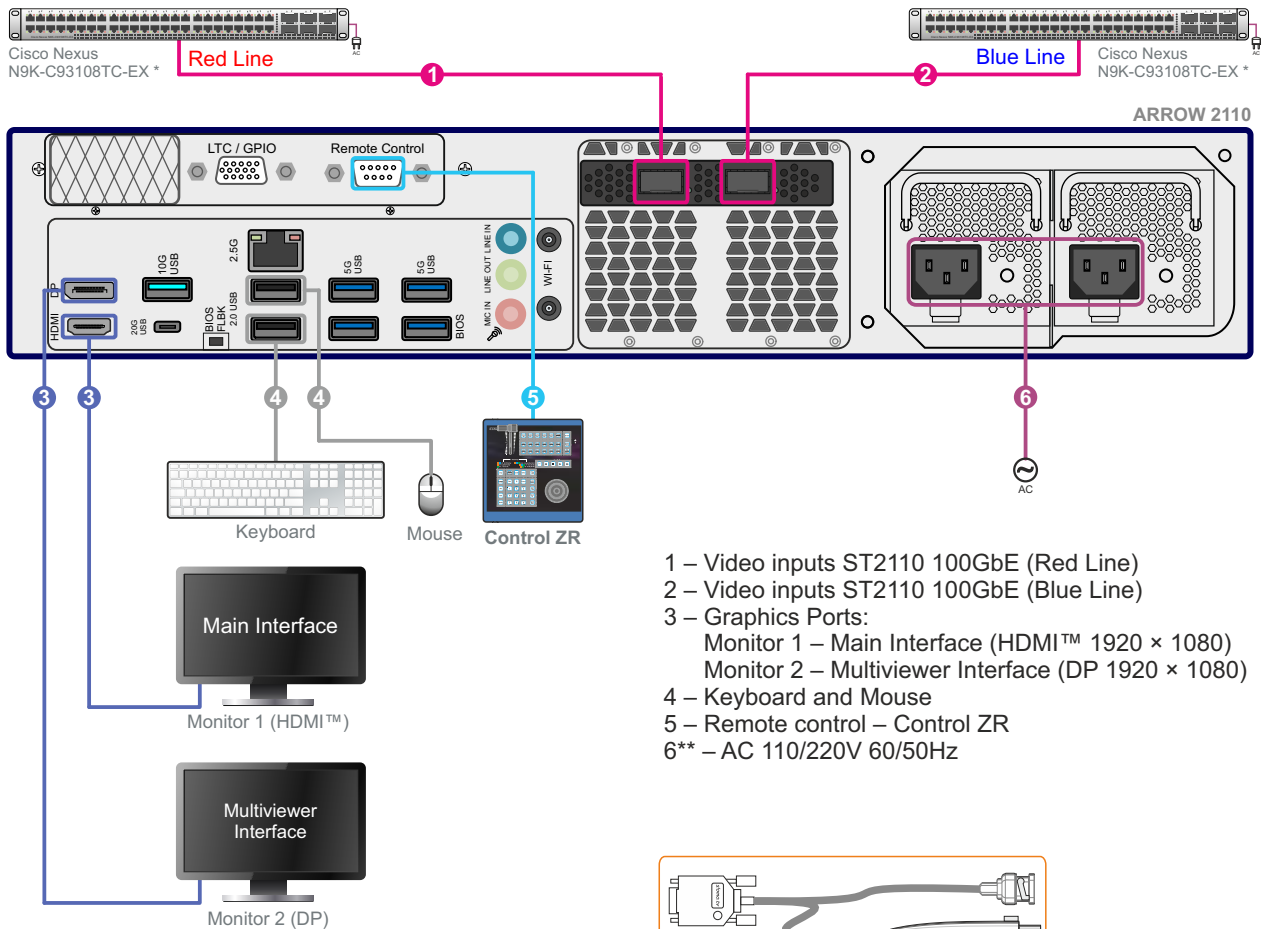 Cisco Nexus
N9K-C93108TC-EX *
Red Line
AC
1
Blue Line
Cisco Nexus
N9K-C93108TC-EX *
AC
2
ARROW 2110
LTC / GPIO
Remote Control
DP
HDMI
10G
USB
20G
USB
BIOS
FLBK
2.5G
2.0 USB
5G
USB
5G
USB
BIOS
LINE IN
LINE OUT
MIC IN
WI-FI
3
3
4
4
5
6
AC
Keyboard
Mouse
Control ZR
Main Interface
Monitor 1 (HDMI™)
Multiviewer
Interface
Monitor 2 (DP)
1 – Video inputs ST2110 100GbE (Red Line)
2 – Video inputs ST2110 100GbE (Blue Line)
3 – Graphics Ports:
Monitor 1 – Main Interface (HDMI™ 1920 × 1080)
Monitor 2 – Multiviewer Interface (DP 1920 × 1080)
4 – Keyboard and Mouse
5 – Remote control – Control ZR
6** – AC 110/220V 60/50Hz